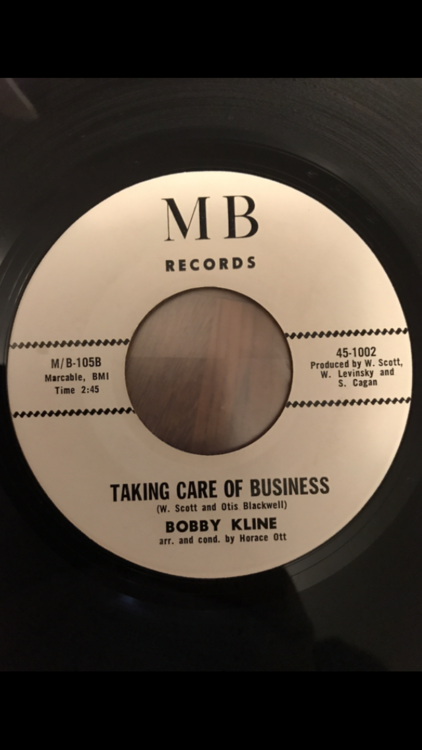 MB
RECORDS
M/B-105B
Marcable, BMI
Time 2:45
45-1002
Produced by W. Scott,
W. Levinsky and
S. Cagan
TAKING CARE OF BUSINESS
(W. Scott and Otis Blackwell)
BOBBY KLINE
arr. and cond. by Horace Ott